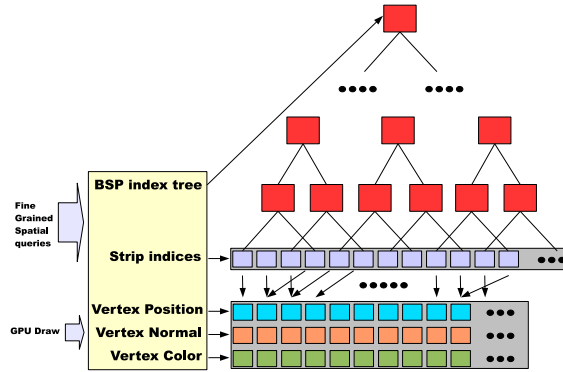 BSP index tree
Fine
Grained
Spatial
queries
Strip indices
Vertex Position
GPU Draw
Vertex Normal
Vertex Color